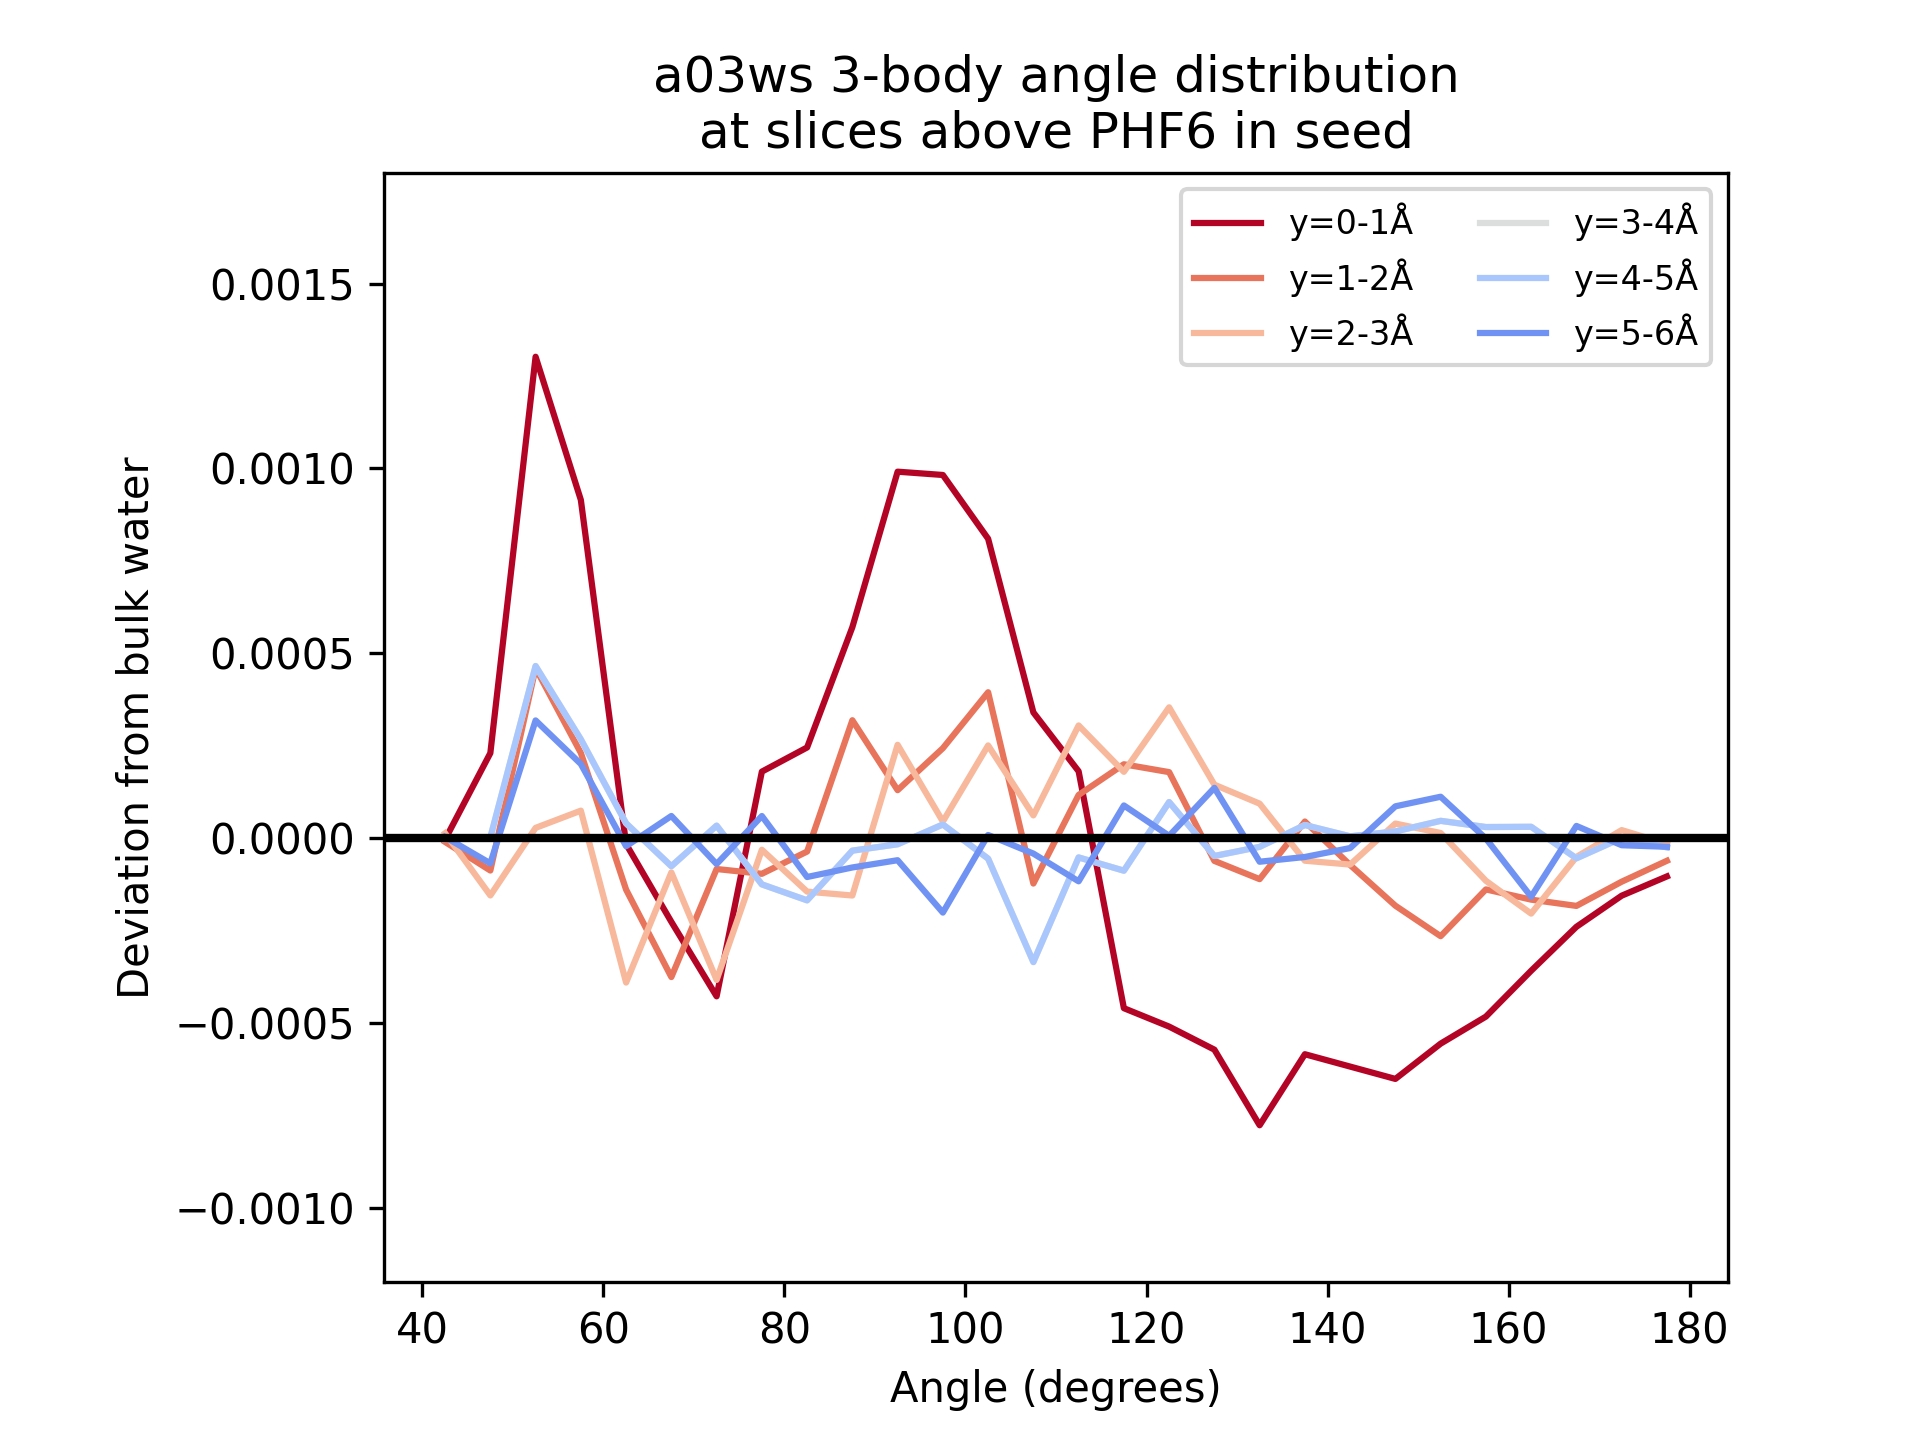 a03ws 3-body angle distribution
at slices above PHF6 in seed
y=0-1Å
y=1-2Å
y=2-3Å
y=3-4Å
y=4-5Å
y=5-6Å
Deviation from bulk water
0.0015
0.0010
0.0005
0.0000
−0.0005
−0.0010
40 60 80 100 120 140 160 180
Angle (degrees)